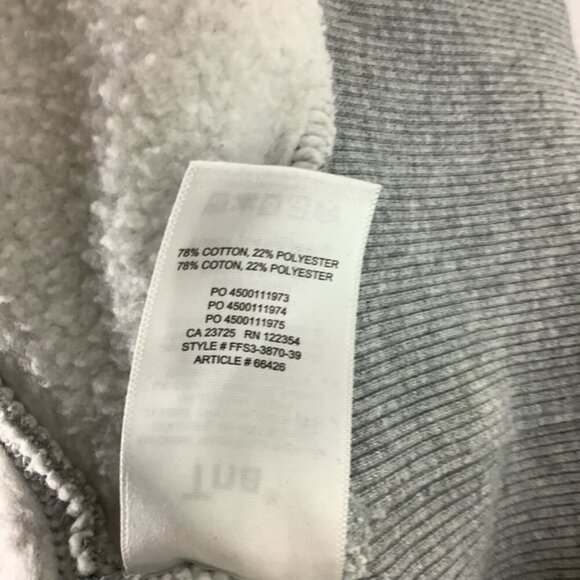 78% COTTON, 22% POLYESTER
78% COTON, 22% POLYESTER
PO 4500111973
PO 4500111974
PO 4500111975
CA 23725 RN 122354
STYLE # FFS3-3870-39
ARTICLE # 66426
Tna